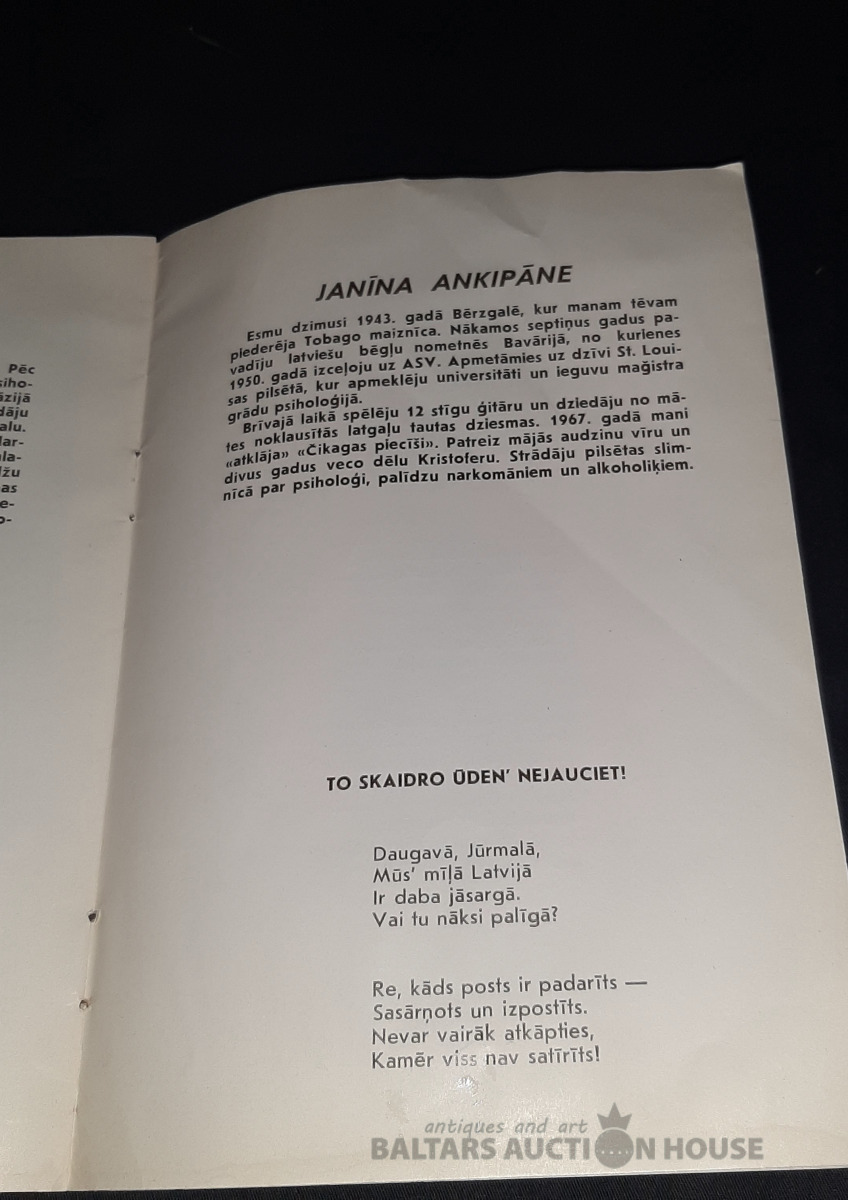 Pēc
siho-
āzijā
dāju
alu.
lar-
ula-
džu
as
e-
o-
JANĪNA ANKIPĀNE
Esmu dzimusi 1943. gadā Bērzgalē, kur manam tēvam
piederēja Tobago maiznīca. Nākamos septiņus gadus pa-
vadīju latviešu bēgļu nometnēs Bavārijā, no kurienes
1950. gadā izceļoju uz ASV. Apmetāmies uz dzīvi St. Loui-
sas pilsētā, kur apmeklēju universitāti un ieguvu maģistra
grādu psiholoģijā.
Brīvajā laikā spēlēju 12 stīgu ģitāru un dziedāju no mā-
tes noklausītās latgaļu tautas dziesmas. 1967. gadā mani
«atklāja» «Čikagas piecīši». Patreiz mājās audzinu vīru un
divus gadus veco dēlu Kristoferu. Strādāju pilsētas slim-
nīcā par psiholoģi, palīdzu narkomāniem un alkoholiķiem.
TO SKAIDRO ŪDEN' NEJAUCIET!
Daugavā, Jūrmalā,
Mūs' mīļā Latvijā
Ir daba jāsargā.
Vai tu nāksi palīgā?
Re, kāds posts ir padarīts —
Sasārņots un izpostīts.
Nevar vairāk atkāpties,
Kamēr viss nav satīrīts!
antiques and art
BALTARS AUCTION HOUSE